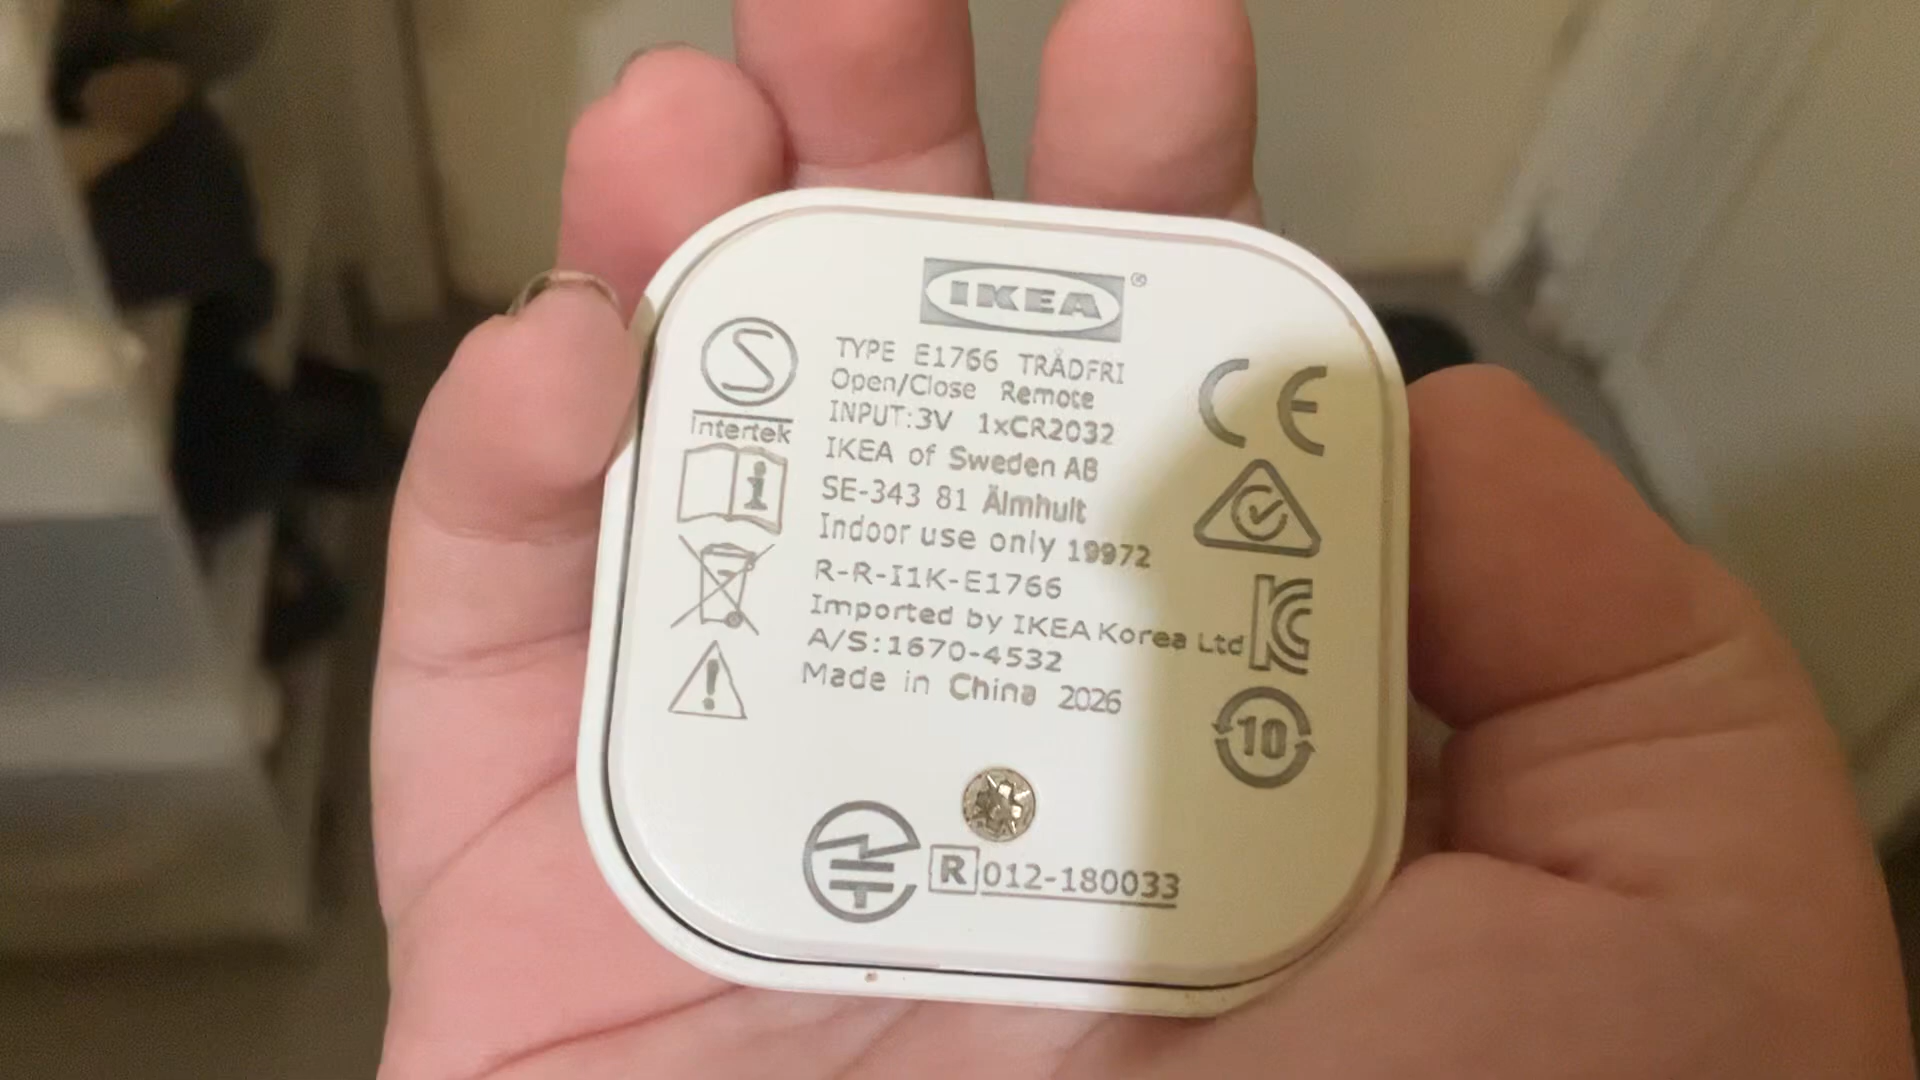 IKEA®
TYPE E1766 TRÅDFRI
Open/Close Remote
INPUT:3V 1xCR2032
IKEA of Sweden AB
SE-343 81 Älmhult
Indoor use only 19972
R-R-I1K-E1766
Imported by IKEA Korea Ltd
A/S:1670-4532
Made in China 2026
S
Intertek
i
!
CE
KC
10
R 012-180033